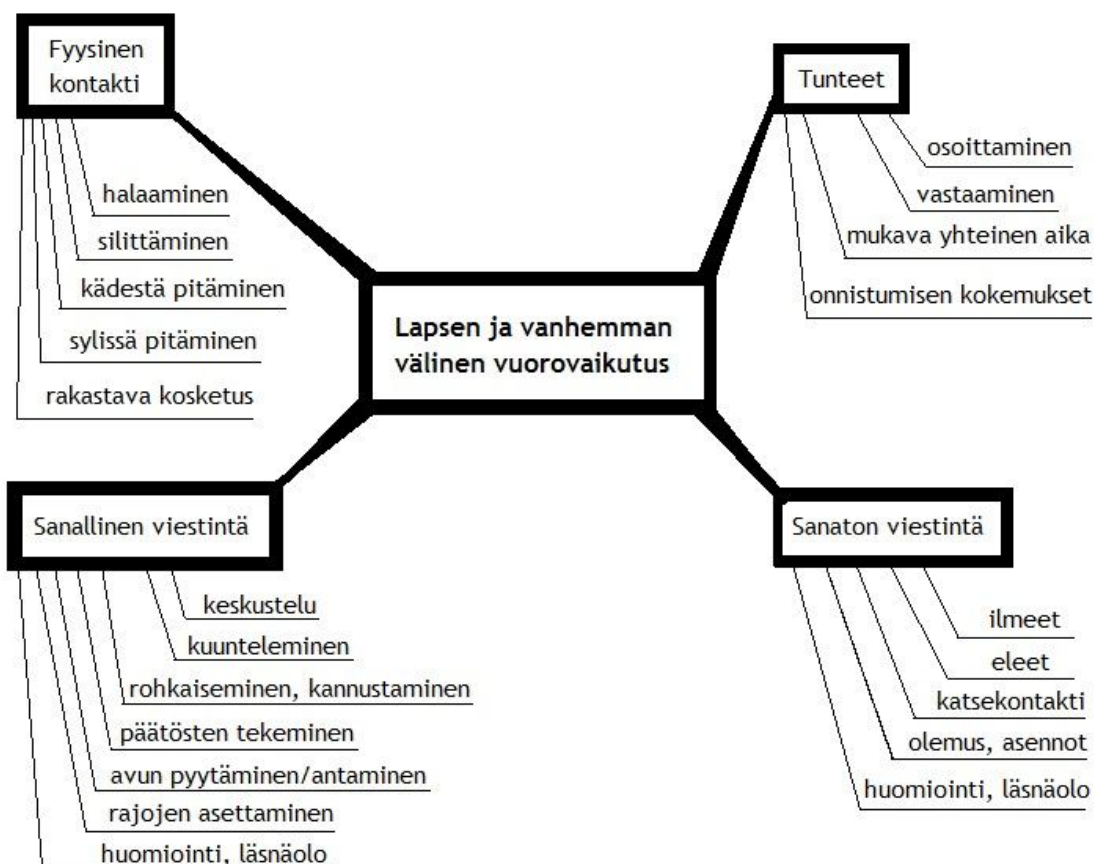 Fyysinen
kontakti
halaaminen
silittäminen
kädestä pitäminen
sylissä pitäminen
rakastava kosketus
Tunteet
osoittaminen
vastaaminen
mukava yhteinen aika
onnistumisen kokemukset
Lapsen ja vanhemman
välinen vuorovaikutus
Sanallinen viestintä
keskustelu
kuunteleminen
rohkaiseminen, kannustaminen
päätösten tekeminen
avun pyytäminen/antaminen
rajojen asettaminen
huomiointi, läsnäolo
Sanaton viestintä
ilmeet
eleet
katsekontakti
olemus, asennot
huomiointi, läsnäolo